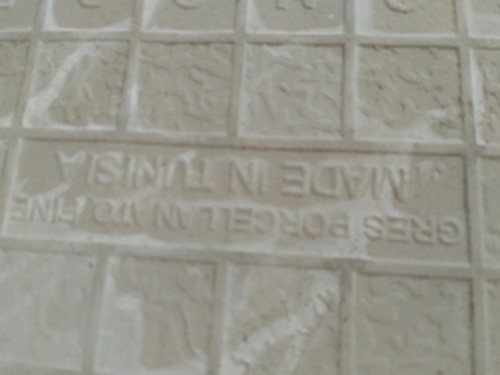 GRES PORCELLANATO FINE
MADE IN TUNISIA